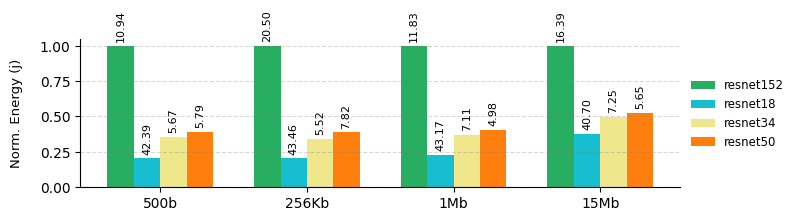 10.94
20.50
11.83
16.39
42.39
5.67
5.79
43.46
5.52
7.82
43.17
7.11
4.98
40.70
7.25
5.65
Norm. Energy (j)
1.00
0.75
0.50
0.25
0.00
500b
256Kb
1Mb
15Mb
resnet152
resnet18
resnet34
resnet50